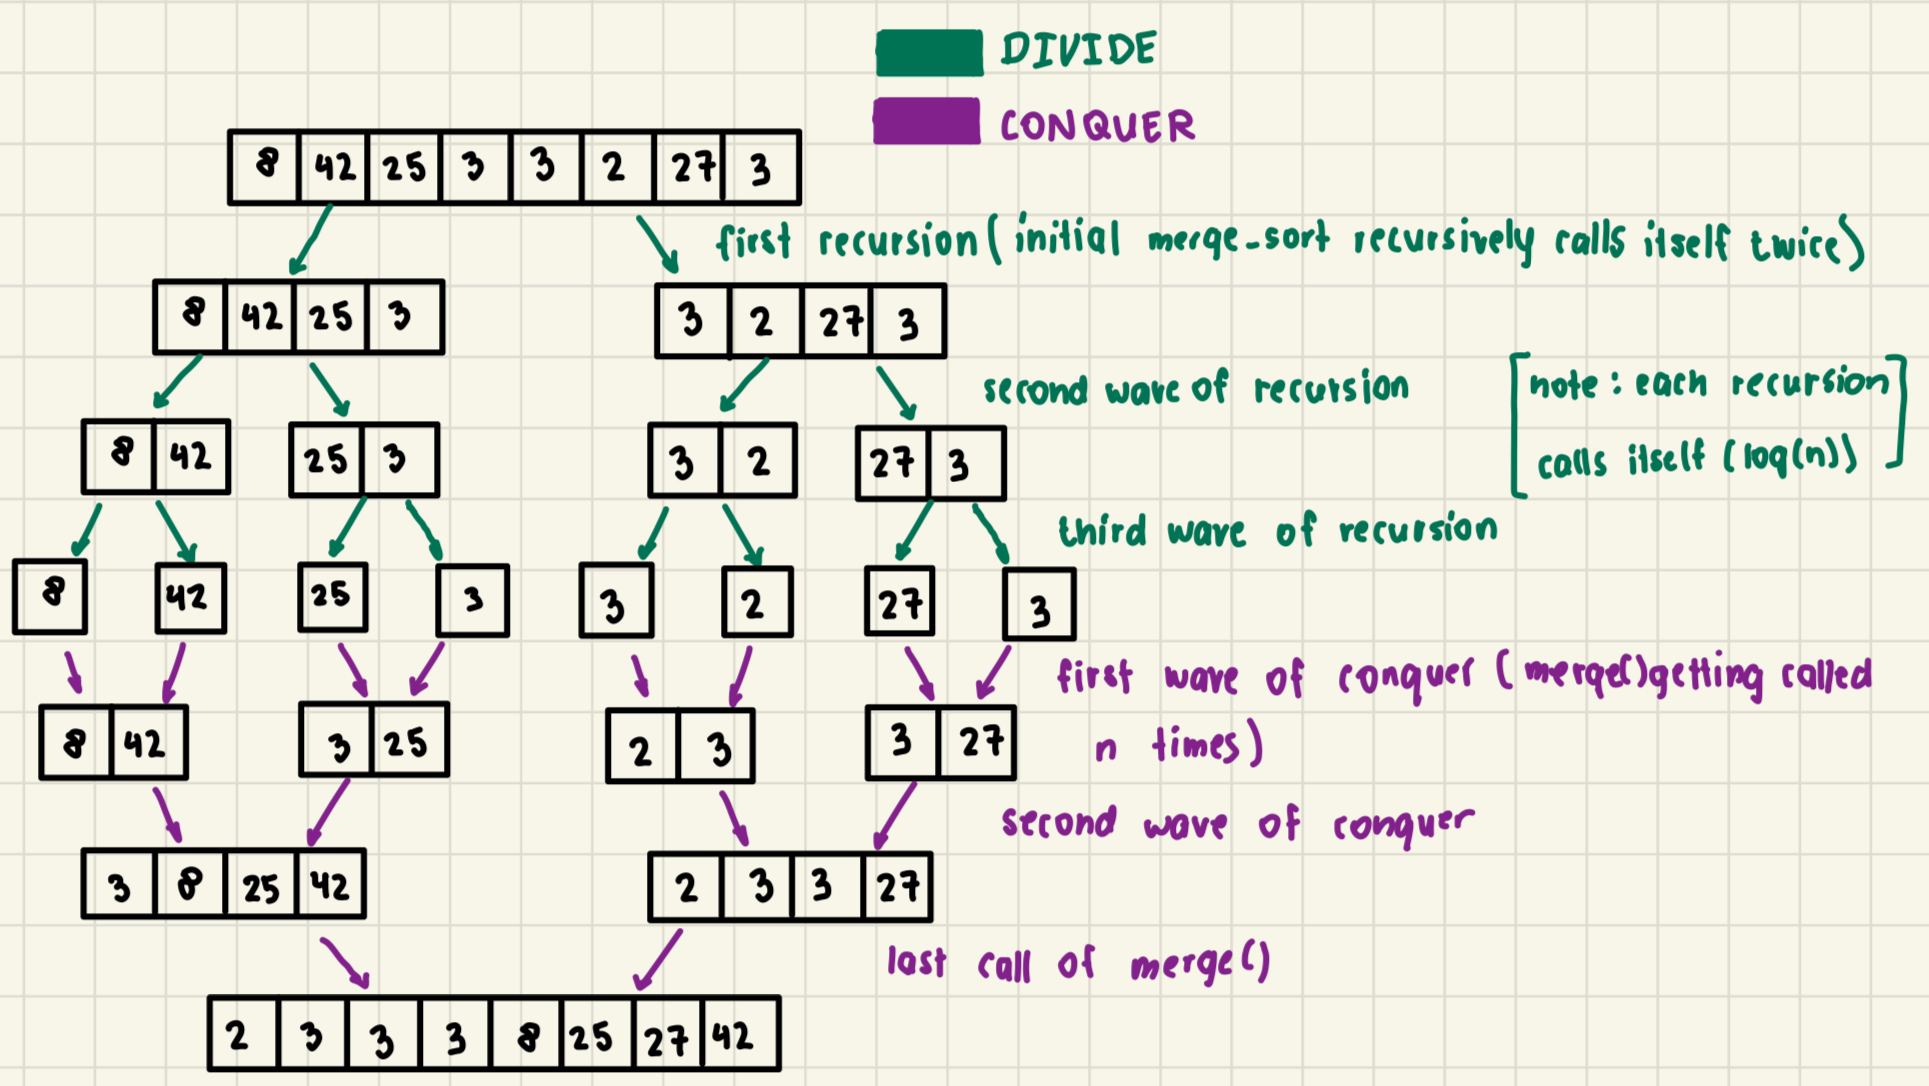 DIVIDE
CONQUER
8 42 25 3 3 2 27 3
first recursion (initial merge-sort recursively calls itself twice)
8 42 25 3 3 2 27 3
second wave of recursion
[note: each recursion
calls itself (log(n))]
8 42 25 3 3 2 27 3
third wave of recursion
8 42 25 3 3 2 27 3
first wave of conquer (merge() getting called
n times)
8 42 3 25 2 3 3 27
second wave of conquer
3 8 25 42 2 3 3 27
last call of merge()
2 3 3 3 8 25 27 42